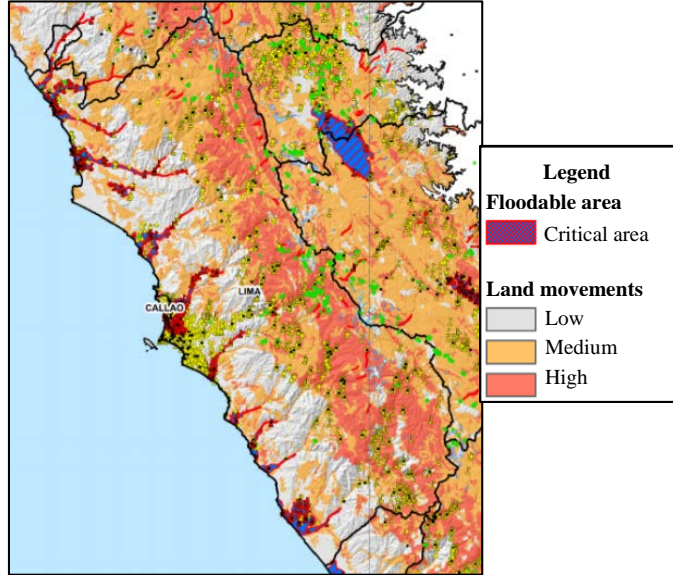 LIMA
CALLAO
Legend
Floodable area
Critical area
Land movements
Low
Medium
High